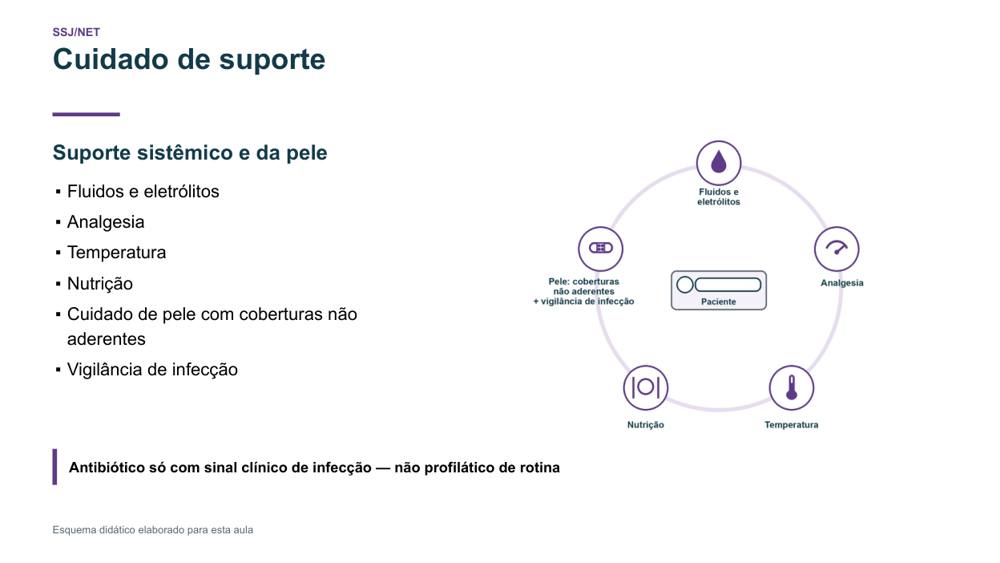 SSJ/NET
Cuidado de suporte
Suporte sistêmico e da pele
▪ Fluidos e eletrólitos
▪ Analgesia
▪ Temperatura
▪ Nutrição
▪ Cuidado de pele com coberturas não
aderentes
▪ Vigilância de infecção
Fluidos e
eletrólitos
Analgesia
Temperatura
Nutrição
Pele: coberturas
não aderentes
+ vigilância de infecção
Paciente
Antibiótico só com sinal clínico de infecção — não profilático de rotina
Esquema didático elaborado para esta aula